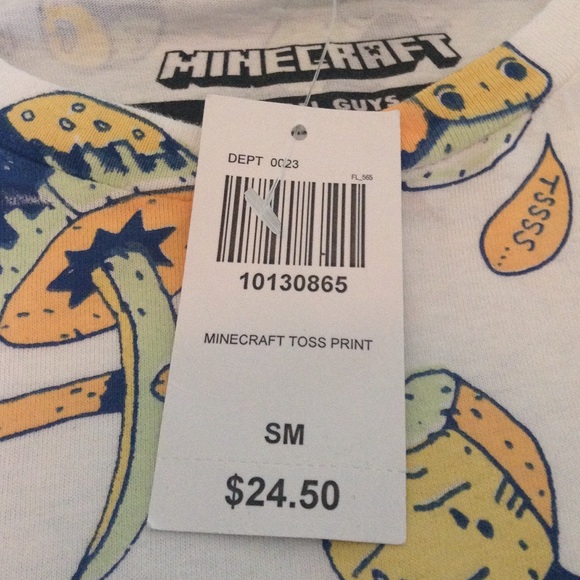 MINECRAFT
GUYS
DEPT 0023
FL_565
10130865
MINECRAFT TOSS PRINT
SM
$24.50
TSSSS